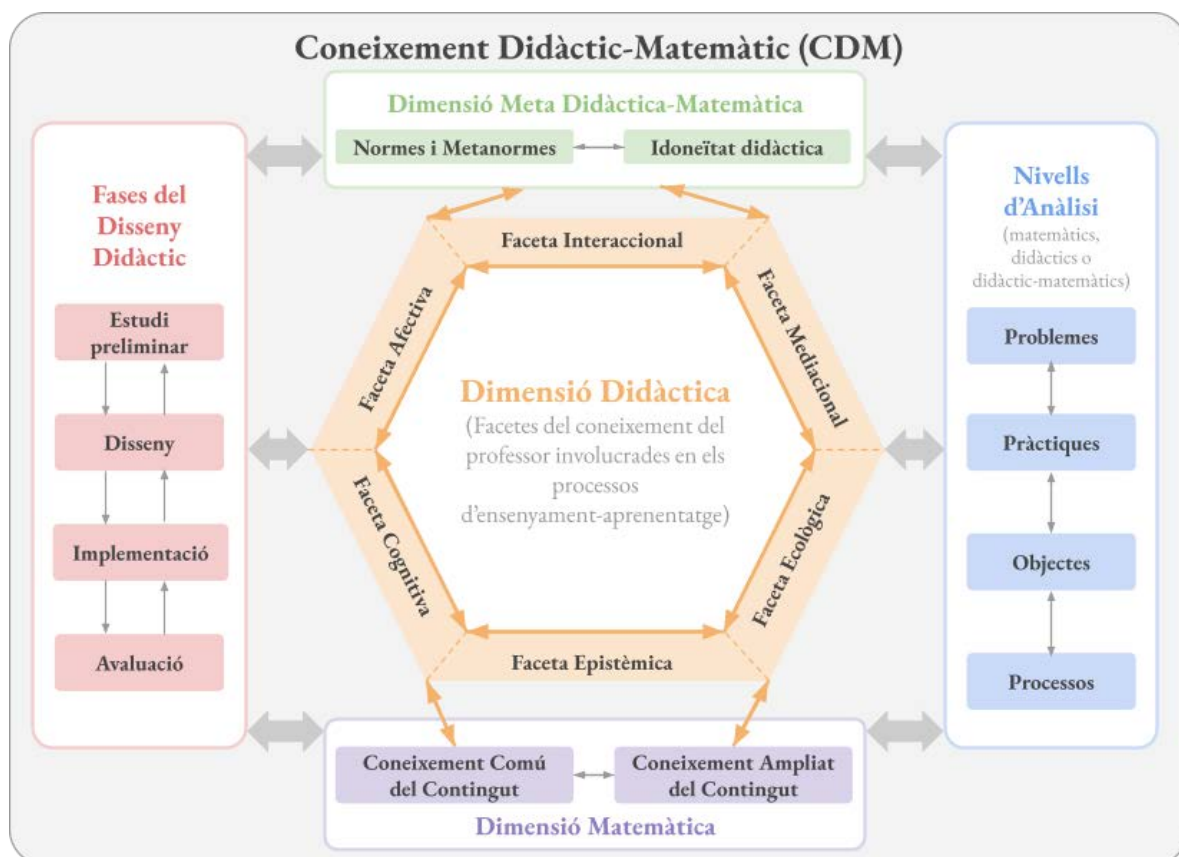 Coneixement Didàctic-Matemàtic (CDM)
Dimensió Meta Didàctica-Matemàtica
Normes i Metanormes
Idoneïtat didàctica
Fases del
Disseny
Didàctic
Estudi
preliminar
Disseny
Implementació
Avaluació
Faceta Interaccional
Faceta Afectiva
Faceta Mediacional
Dimensió Didàctica
(Facetes del coneixement del
professor involucrades en els
processos
d'ensenyament-aprenentatge)
Faceta Cognitiva
Faceta Ecològica
Faceta Epistèmica
Nivells
d'Anàlisi
(matemàtics,
didàctics o
didàctic-matemàtics)
Problemes
Pràctiques
Objectes
Processos
Coneixement Comú
del Contingut
Coneixement Ampliat
del Contingut
Dimensió Matemàtica